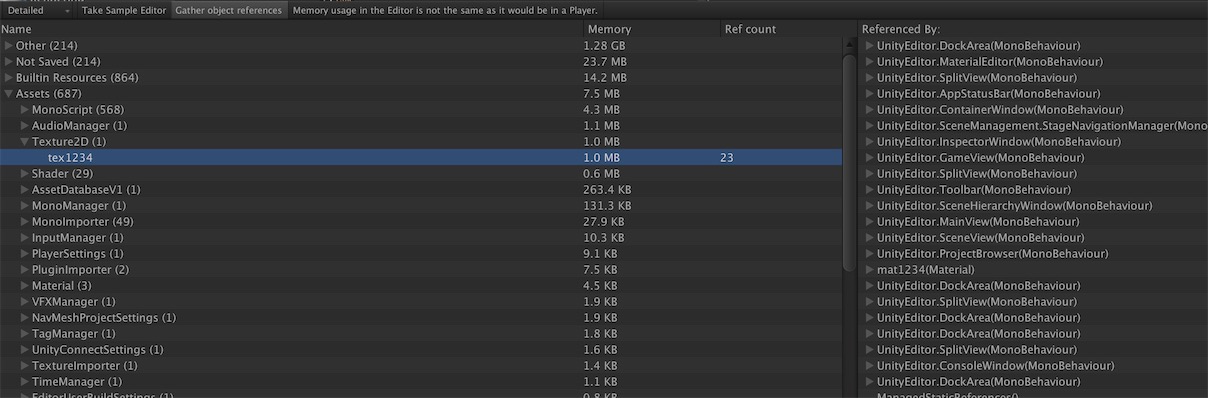 Detailed Take Sample Editor Gather object references Memory usage in the Editor is not the same as it would be in a Player.
Name Memory Ref count Referenced By:
Other (214) 1.28 GB UnityEditor.DockArea(MonoBehaviour)
Not Saved (214) 23.7 MB UnityEditor.MaterialEditor(MonoBehaviour)
Builtin Resources (864) 14.2 MB UnityEditor.SplitView(MonoBehaviour)
Assets (687) 7.5 MB UnityEditor.AppStatusBar(MonoBehaviour)
MonoScript (568) 4.3 MB UnityEditor.ContainerWindow(MonoBehaviour)
AudioManager (1) 1.1 MB UnityEditor.SceneManagement.StageNavigationManager(Mono
Texture2D (1) 1.0 MB UnityEditor.InspectorWindow(MonoBehaviour)
tex1234 1.0 MB 23 UnityEditor.GameView(MonoBehaviour)
Shader (29) 0.6 MB UnityEditor.SplitView(MonoBehaviour)
AssetDatabaseV1 (1) 263.4 KB UnityEditor.Toolbar(MonoBehaviour)
MonoManager (1) 131.3 KB UnityEditor.SceneHierarchyWindow(MonoBehaviour)
MonoImporter (49) 27.9 KB UnityEditor.MainView(MonoBehaviour)
InputManager (1) 10.3 KB UnityEditor.SceneView(MonoBehaviour)
PlayerSettings (1) 9.1 KB UnityEditor.ProjectBrowser(MonoBehaviour)
PluginImporter (2) 7.5 KB mat1234(Material)
Material (3) 4.5 KB UnityEditor.DockArea(MonoBehaviour)
VFXManager (1) 1.9 KB UnityEditor.SplitView(MonoBehaviour)
NavMeshProjectSettings (1) 1.9 KB UnityEditor.DockArea(MonoBehaviour)
TagManager (1) 1.8 KB UnityEditor.DockArea(MonoBehaviour)
UnityConnectSettings (1) 1.6 KB UnityEditor.SplitView(MonoBehaviour)
TextureImporter (1) 1.4 KB UnityEditor.ConsoleWindow(MonoBehaviour)
TimeManager (1) 1.1 KB UnityEditor.DockArea(MonoBehaviour)
EditorUserBuildSettings (1) 0.8 KB ManagedStaticReferences()